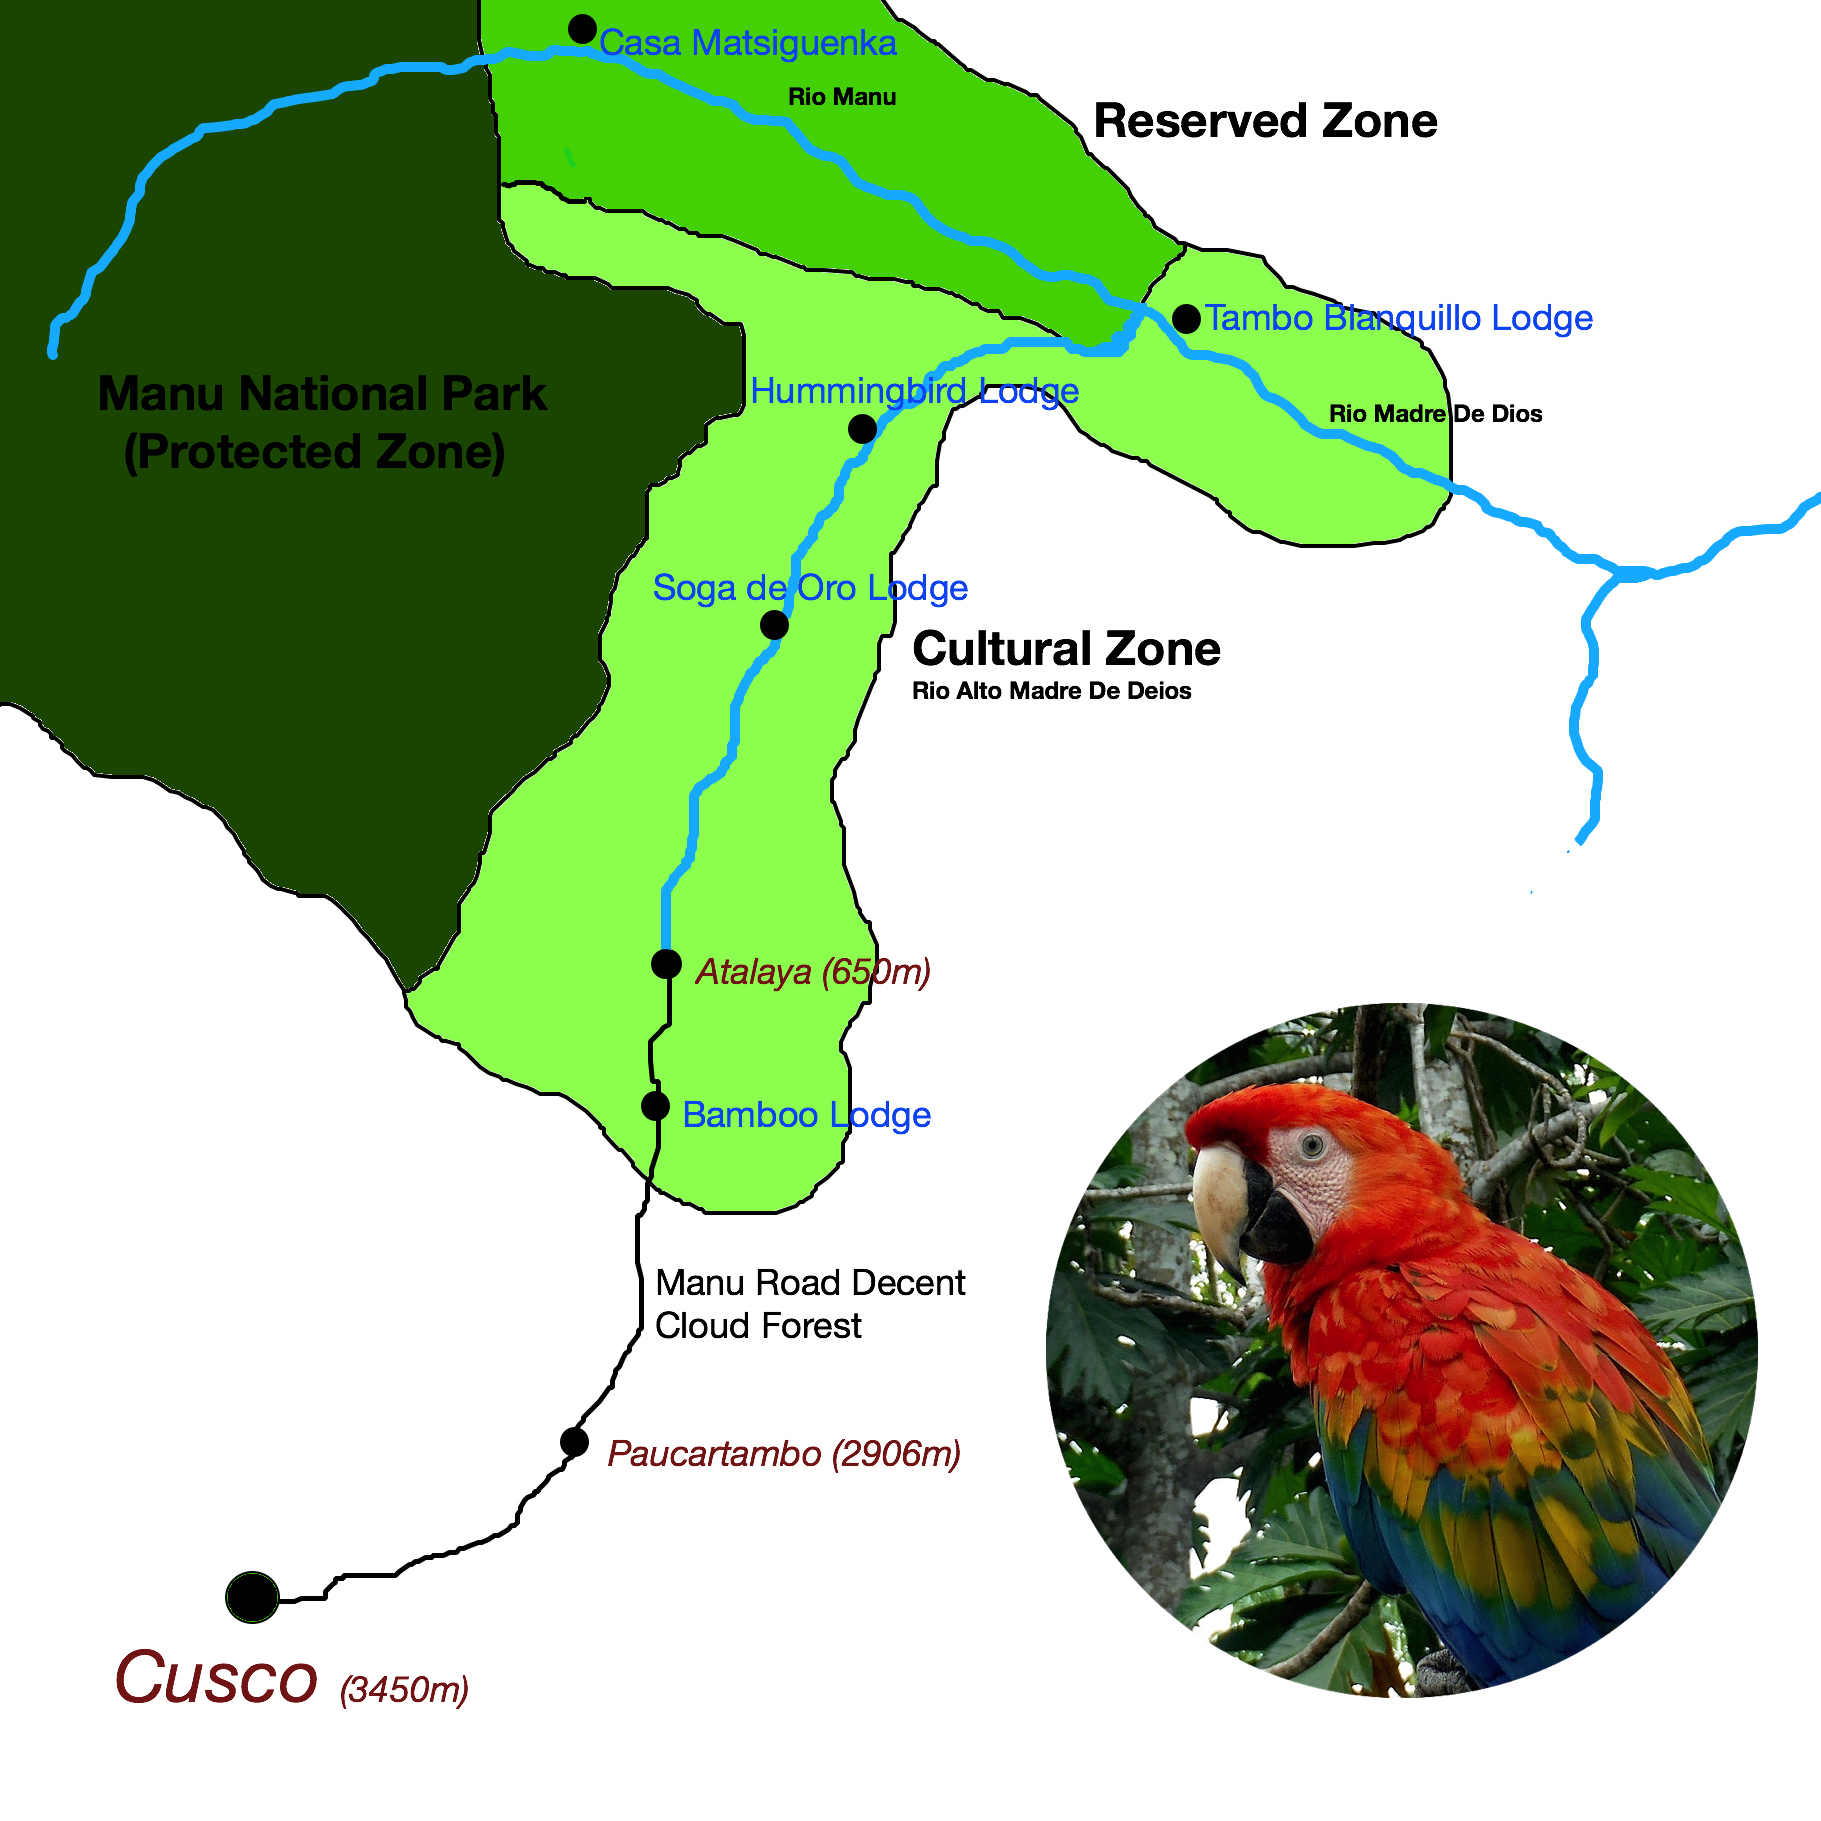 Casa Matsiguenka
Rio Manu
Reserved Zone
Tambo Blanquillo Lodge
Manu National Park
(Protected Zone)
Hummingbird Lodge
Rio Madre De Dios
Soga de Oro Lodge
Cultural Zone
Rio Alto Madre De Deios
Atalaya (650m)
Bamboo Lodge
Manu Road Decent
Cloud Forest
Paucartambo (2906m)
Cusco (3450m)